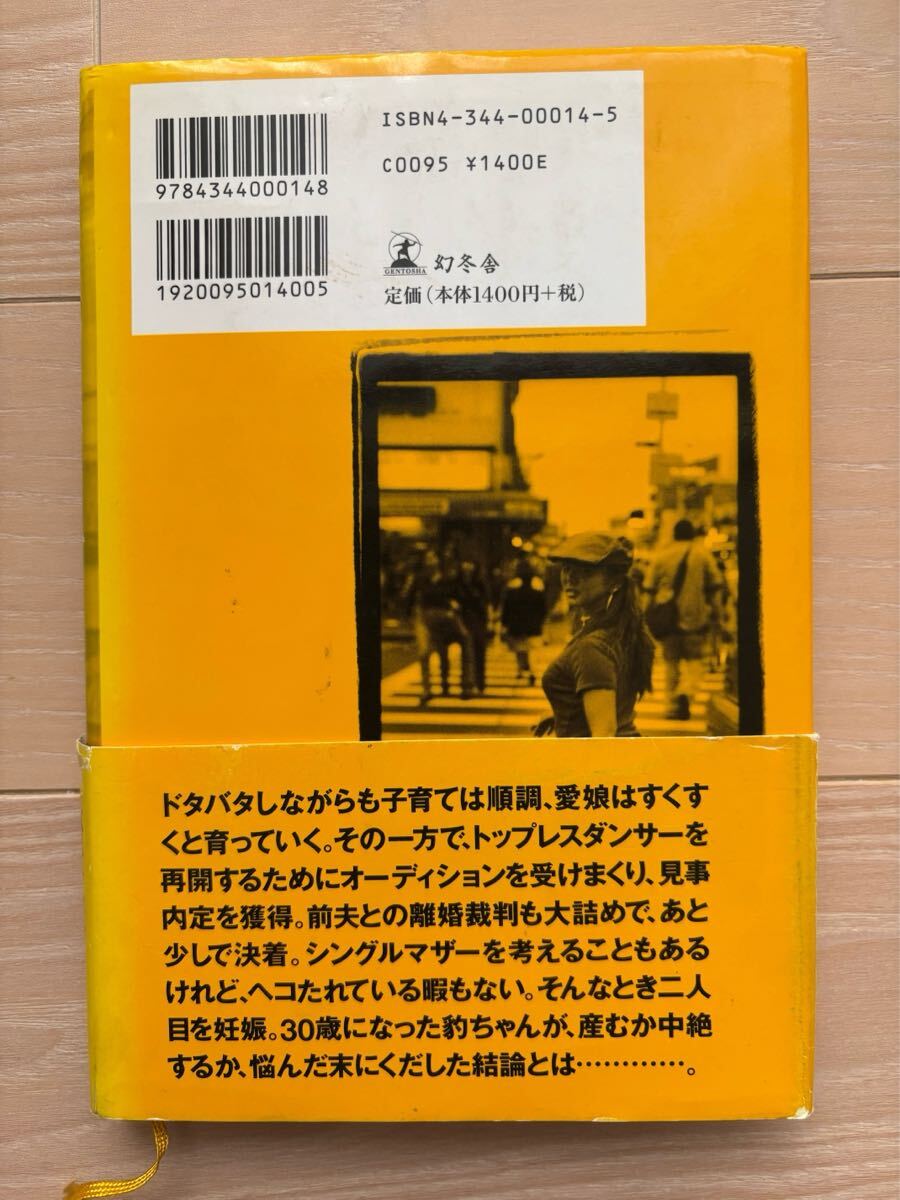 ISBN4-344-00014-5
9784344000148
C0095 ¥1400E
1920095014005
GENTOSHA
幻冬舎
定価(本体1400円+税)
ドタバタしながらも子育ては順調、愛娘はすくす
くと育っていく。その一方で、トップレスダンサーを
再開するためにオーディションを受けまくり、見事
内定を獲得。前夫との離婚裁判も大詰めで、あと
少しで決着。シングルマザーを考えることもある
けれど、ヘコたれている暇もない。そんなとき二人
目を妊娠。30歳になった豹ちゃんが、産むか中絶
するか、悩んだ末にくだした結論とは…………。